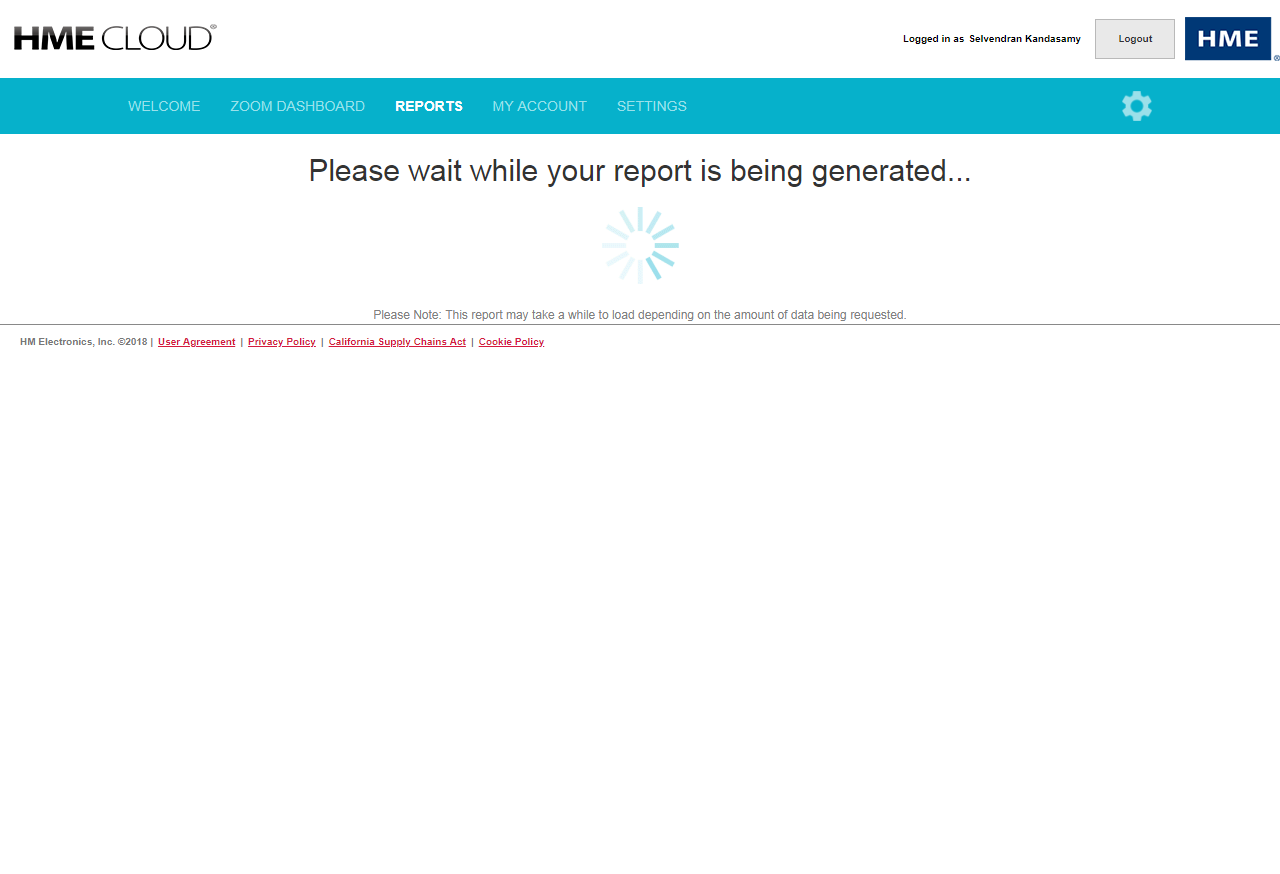 HME CLOUD®
Logged in as Selvendran Kandasamy
Logout
HME®
WELCOME ZOOM DASHBOARD REPORTS MY ACCOUNT SETTINGS
Please wait while your report is being generated...
Please Note: This report may take a while to load depending on the amount of data being requested.
HM Electronics, Inc. ©2018 | User Agreement | Privacy Policy | California Supply Chains Act | Cookie Policy